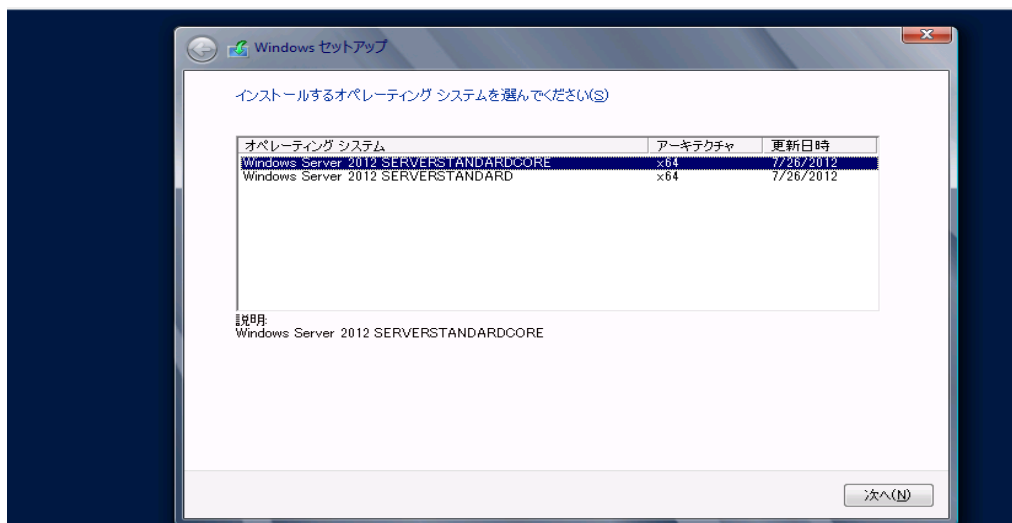 Windows セットアップ
インストールするオペレーティング システムを選んでください(S)
オペレーティング システム アーキテクチャ 更新日時
Windows Server 2012 SERVERSTANDARDCORE x64 7/26/2012
Windows Server 2012 SERVERSTANDARD x64 7/26/2012
説明:
Windows Server 2012 SERVERSTANDARDCORE
次へ(N)